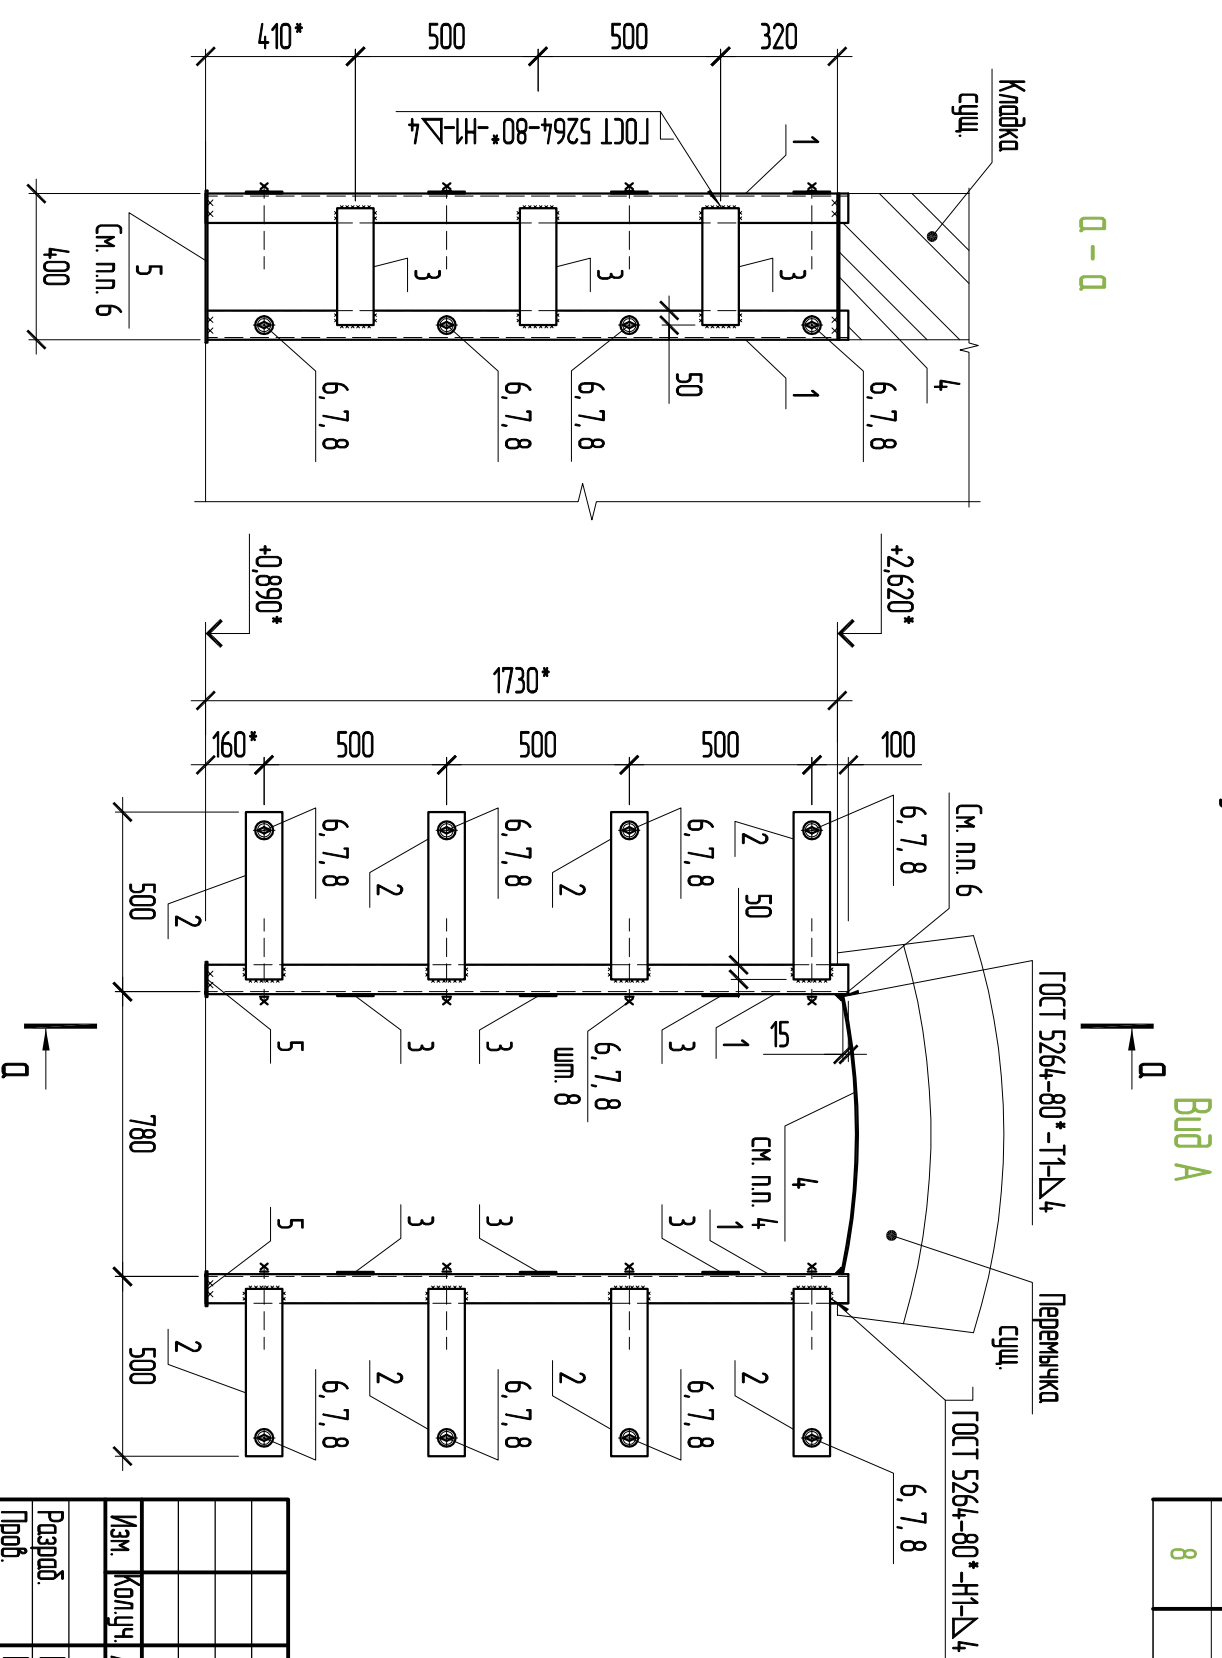 Вид А
ГОСТ 5264-80*-Т1-△4
Перемычка
сущ.
ГОСТ 5264-80*-Н1-△4
См. п.п. 6
6, 7, 8
6, 7, 8
6, 7, 8
6, 7, 8
2
2
2
2
50
15
1
3
3
3
5
6, 7, 8
шт. 8
4
см. п.п. 4
1
3
3
3
5
2
2
2
2
6, 7, 8
6, 7, 8
6, 7, 8
6, 7, 8
100
500
500
500
160*
1730*
+2,620*
+0,890*
500
780
500
а
а
а - а
Кладка
сущ.
320
500
500
410*
ГОСТ 5264-80*-Н1-△4
1
3
3
3
4
1
50
6, 7, 8
6, 7, 8
6, 7, 8
6, 7, 8
5
См. п.п. 6
400
8
Изм.
Кол.уч.
Разраб.
Пров.